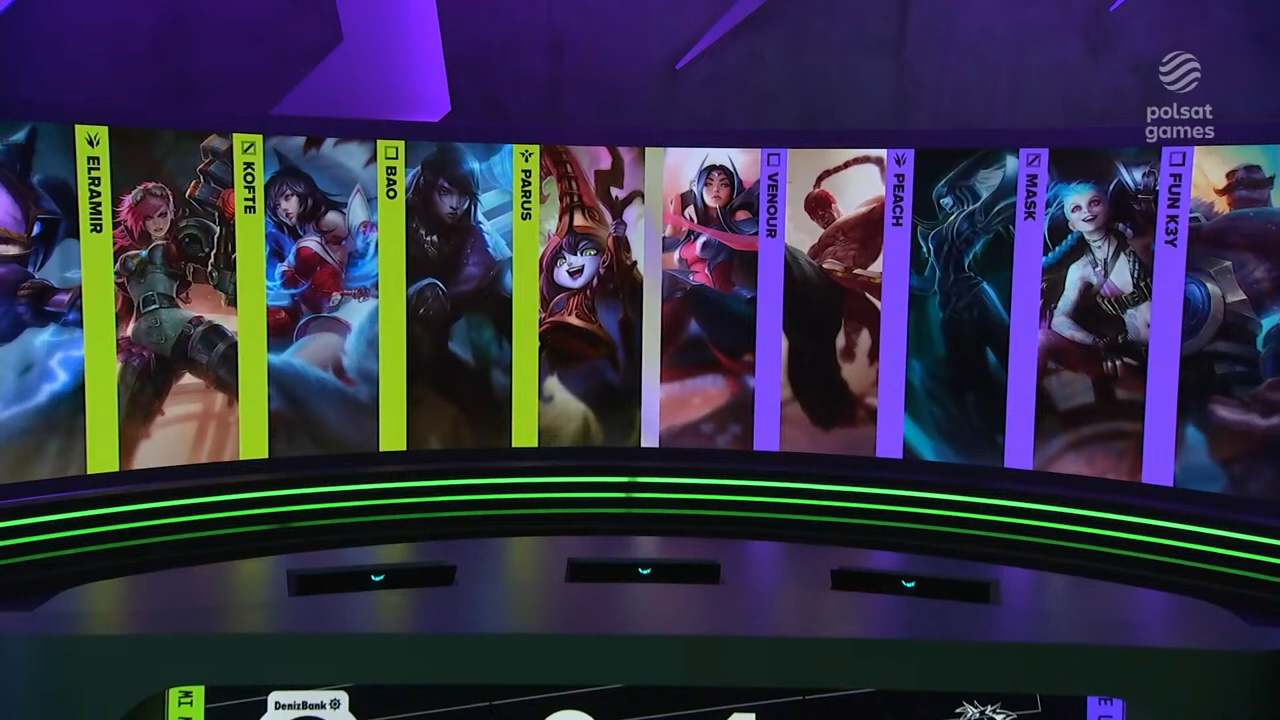 polsat
games
ELRAMIR
KOFTE
BAO
PARUS
VENOUR
PEACH
MASK
FUN K3Y
DenizBank